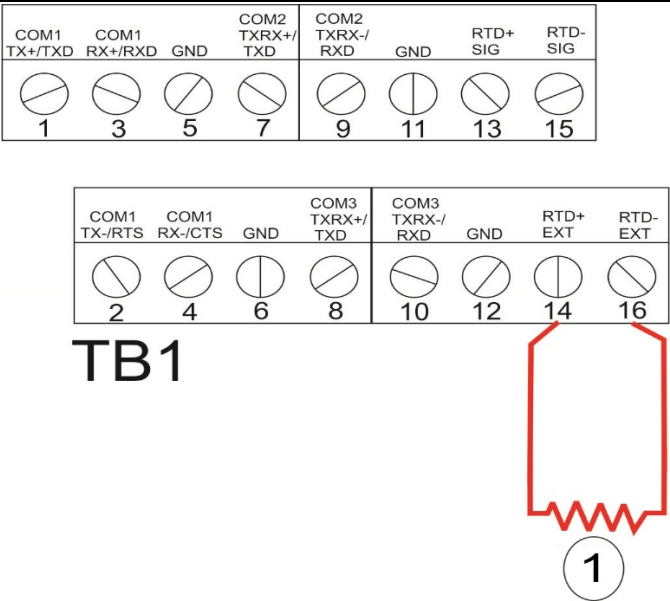 COM1 TX+/TXD
COM1 RX+/RXD
GND
COM2 TXRX+/ TXD
COM2 TXRX-/ RXD
GND
RTD+ SIG
RTD- SIG
1 3 5 7 9 11 13 15
COM1 TX-/RTS
COM1 RX-/CTS
GND
COM3 TXRX+/ TXD
COM3 TXRX-/ RXD
GND
RTD+ EXT
RTD- EXT
2 4 6 8 10 12 14 16
TB1
1